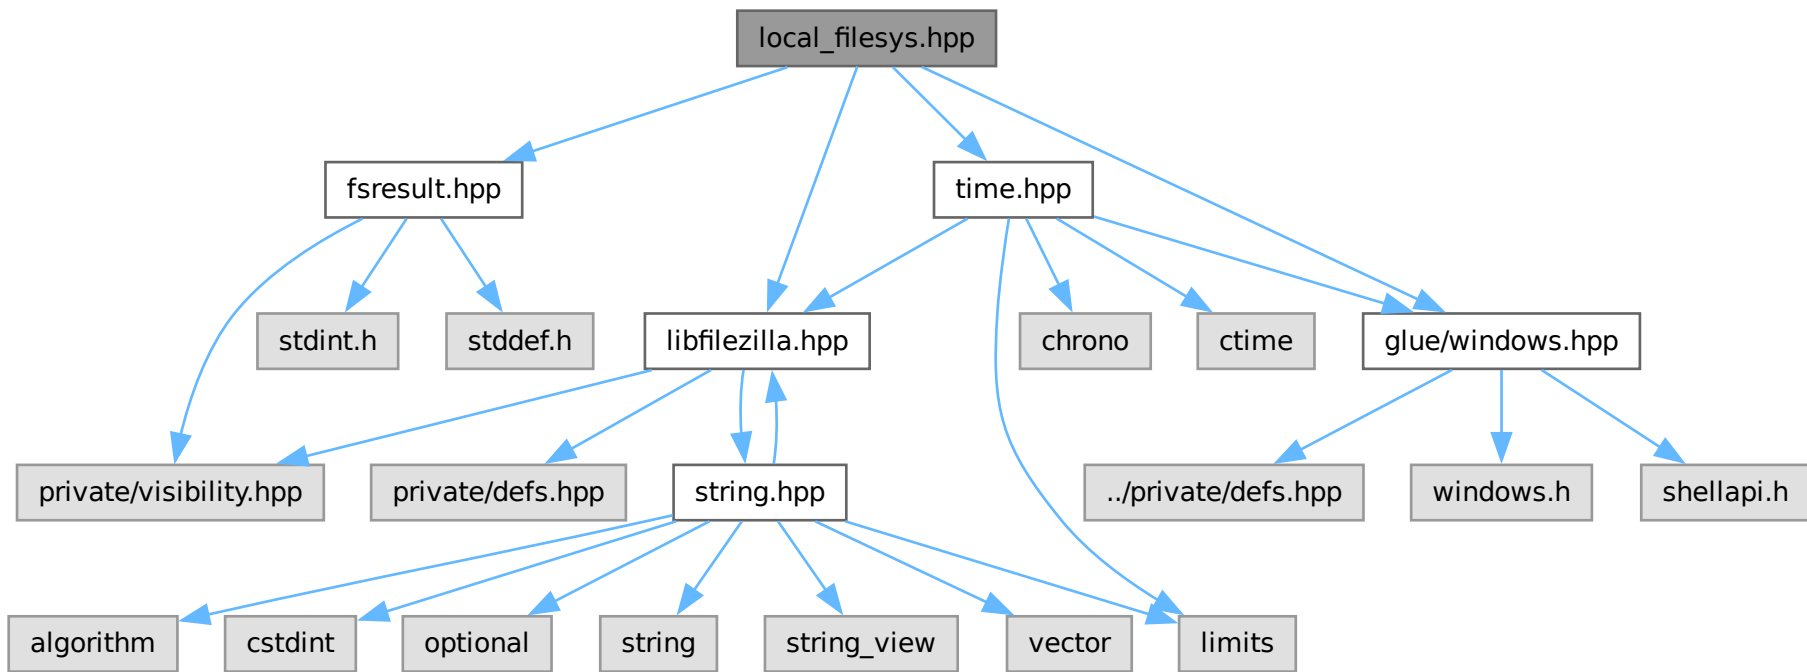 local_filesys.hpp
fsresult.hpp
time.hpp
stdint.h
stddef.h
libfilezilla.hpp
chrono
ctime
glue/windows.hpp
private/visibility.hpp
private/defs.hpp
string.hpp
../private/defs.hpp
windows.h
shellapi.h
algorithm
cstdint
optional
string
string_view
vector
limits